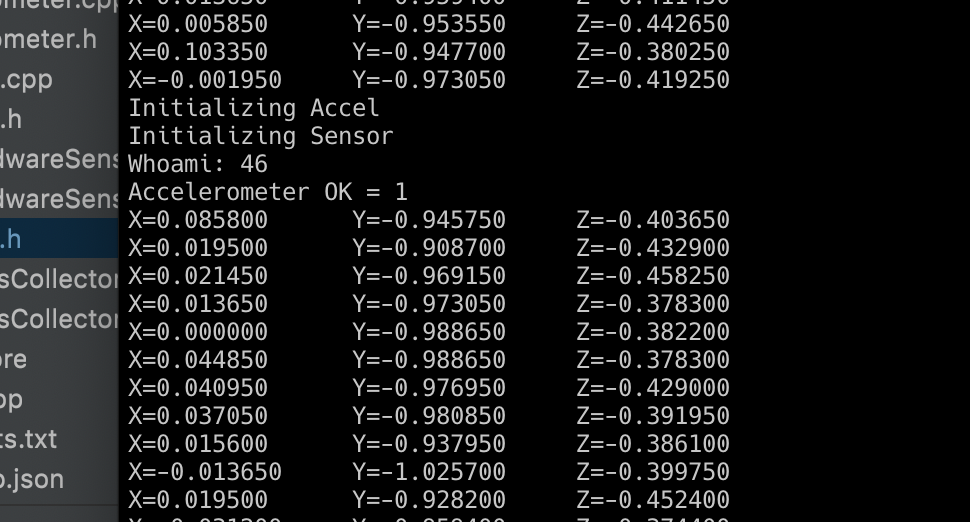 ometer.h
.cpp
.h
dwareSens
dwareSens
.h
sCollector
sCollector
ore
pp
ts.txt
o.json
X=0.005850 Y=-0.953550 Z=-0.442650
X=0.103350 Y=-0.947700 Z=-0.380250
X=-0.001950 Y=-0.973050 Z=-0.419250
Initializing Accel
Initializing Sensor
Whoami: 46
Accelerometer OK = 1
X=0.085800 Y=-0.945750 Z=-0.403650
X=0.019500 Y=-0.908700 Z=-0.432900
X=0.021450 Y=-0.969150 Z=-0.458250
X=0.013650 Y=-0.973050 Z=-0.378300
X=0.000000 Y=-0.988650 Z=-0.382200
X=0.044850 Y=-0.988650 Z=-0.378300
X=0.040950 Y=-0.976950 Z=-0.429000
X=0.037050 Y=-0.980850 Z=-0.391950
X=0.015600 Y=-0.937950 Z=-0.386100
X=-0.013650 Y=-1.025700 Z=-0.399750
X=0.019500 Y=-0.928200 Z=-0.452400